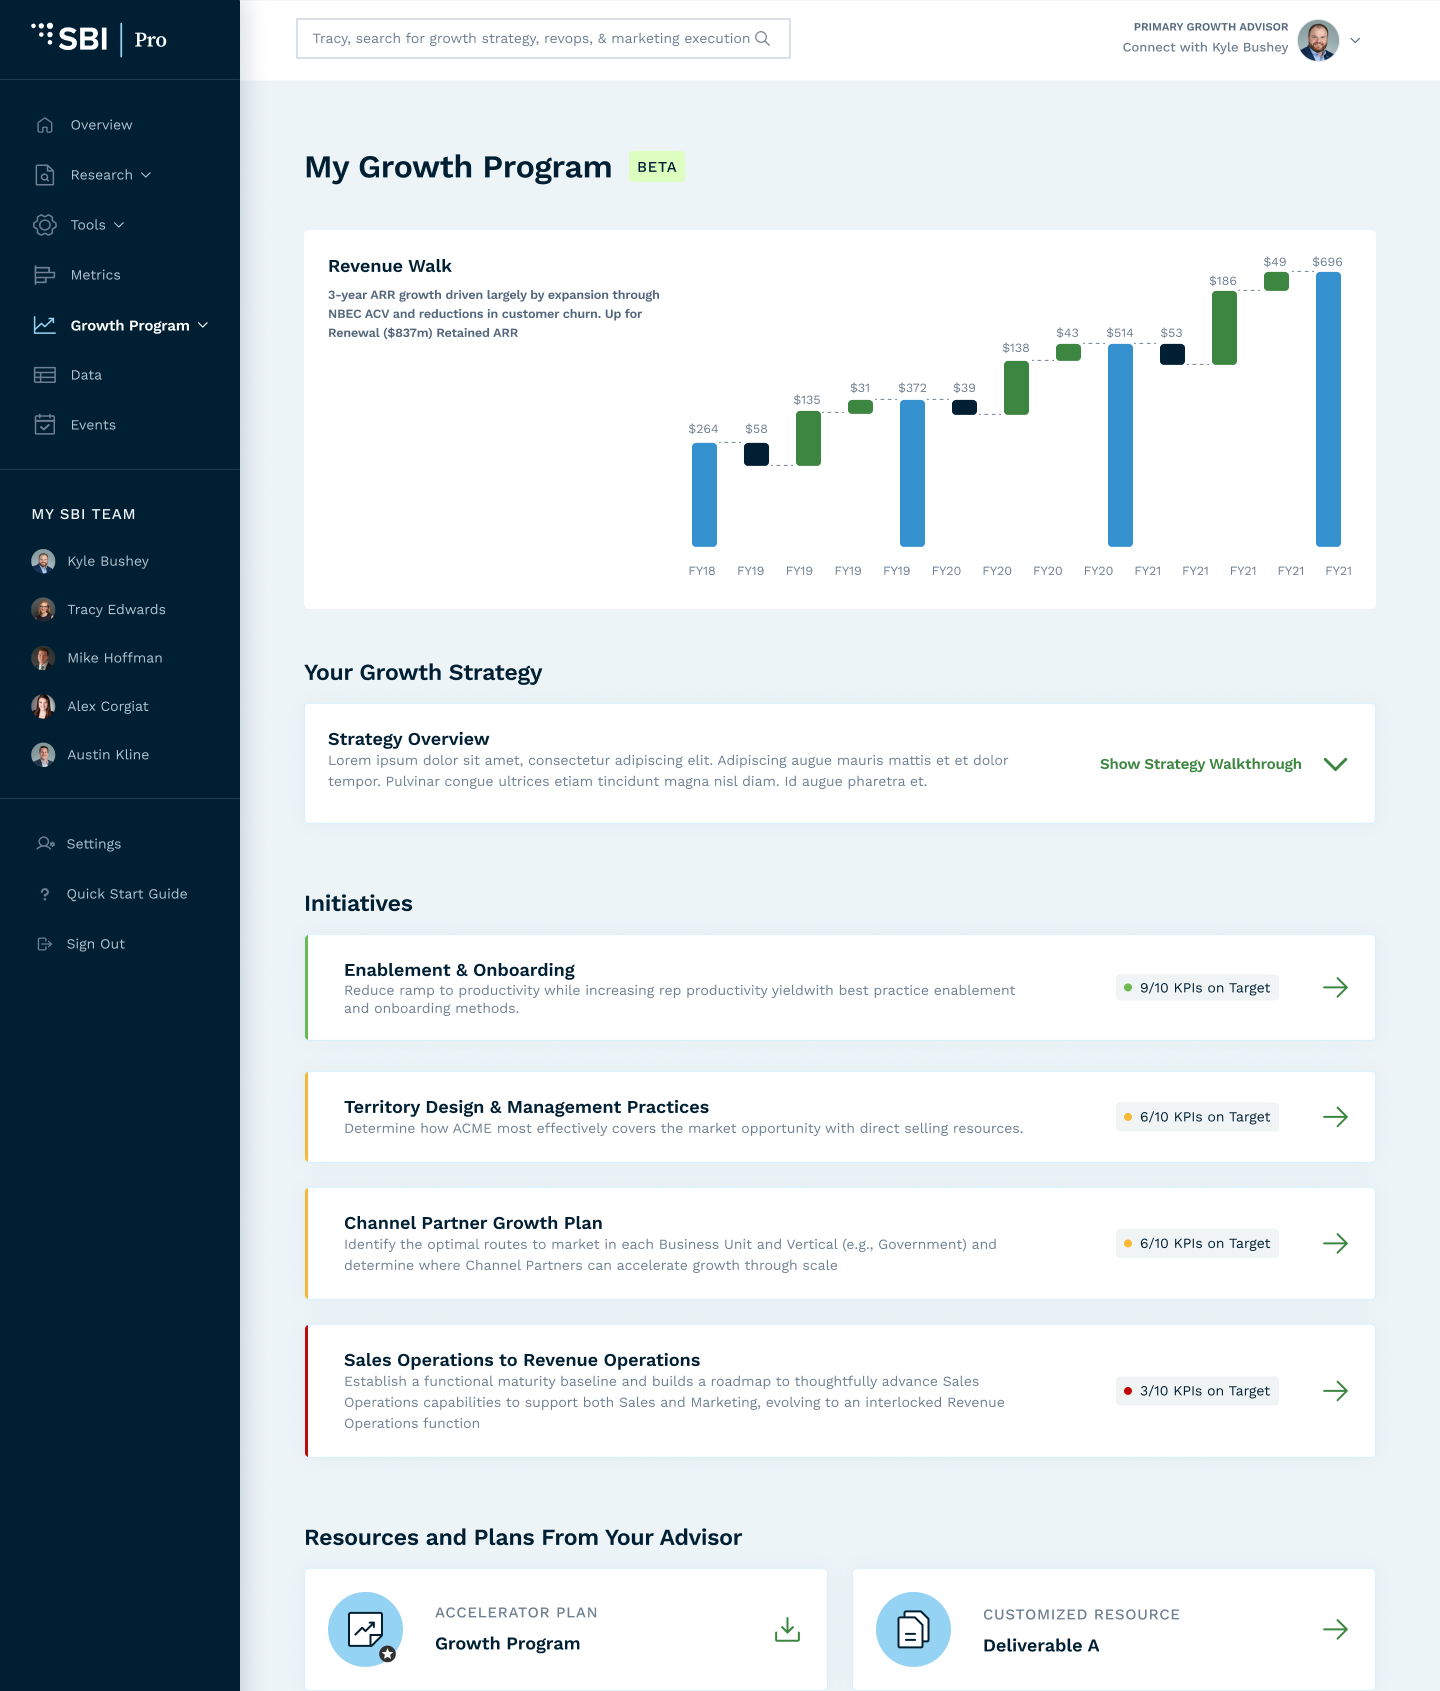 SBI | Pro
Tracy, search for growth strategy, revops, & marketing execution
PRIMARY GROWTH ADVISOR
Connect with Kyle Bushey
Overview
Research
Tools
Metrics
Growth Program
Data
Events
MY SBI TEAM
Kyle Bushey
Tracy Edwards
Mike Hoffman
Alex Corgiat
Austin Kline
Settings
Quick Start Guide
Sign Out
My Growth Program BETA
Revenue Walk
3-year ARR growth driven largely by expansion through
NBEC ACV and reductions in customer churn. Up for
Renewal ($837m) Retained ARR
$264 $58 $135 $31 $372 $39 $138 $43 $514 $53 $186 $49 $696
FY18 FY19 FY19 FY19 FY19 FY20 FY20 FY20 FY20 FY21 FY21 FY21 FY21 FY21
Your Growth Strategy
Strategy Overview
Lorem ipsum dolor sit amet, consectetur adipiscing elit. Adipiscing augue mauris mattis et et dolor
tempor. Pulvinar congue ultrices etiam tincidunt magna nisl diam. Id augue pharetra et.
Show Strategy Walkthrough
Initiatives
Enablement & Onboarding
Reduce ramp to productivity while increasing rep productivity yieldwith best practice enablement
and onboarding methods.
9/10 KPIs on Target
Territory Design & Management Practices
Determine how ACME most effectively covers the market opportunity with direct selling resources.
6/10 KPIs on Target
Channel Partner Growth Plan
Identify the optimal routes to market in each Business Unit and Vertical (e.g., Government) and
determine where Channel Partners can accelerate growth through scale
6/10 KPIs on Target
Sales Operations to Revenue Operations
Establish a functional maturity baseline and builds a roadmap to thoughtfully advance Sales
Operations capabilities to support both Sales and Marketing, evolving to an interlocked Revenue
Operations function
3/10 KPIs on Target
Resources and Plans From Your Advisor
ACCELERATOR PLAN
Growth Program
CUSTOMIZED RESOURCE
Deliverable A